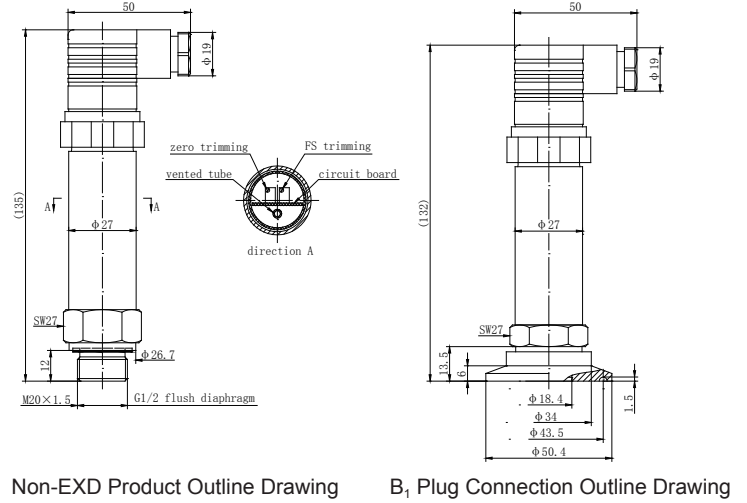 50
φ19
zero trimming
FS trimming
vented tube
circuit board
(135)
A
A
φ27
direction A
SW27
12
φ26.7
M20×1.5
G1/2 flush diaphragm
Non-EXD Product Outline Drawing
50
φ19
(132)
φ27
SW27
13.5
6
1.5
φ18.4
φ34
φ43.5
φ50.4
B₁ Plug Connection Outline Drawing